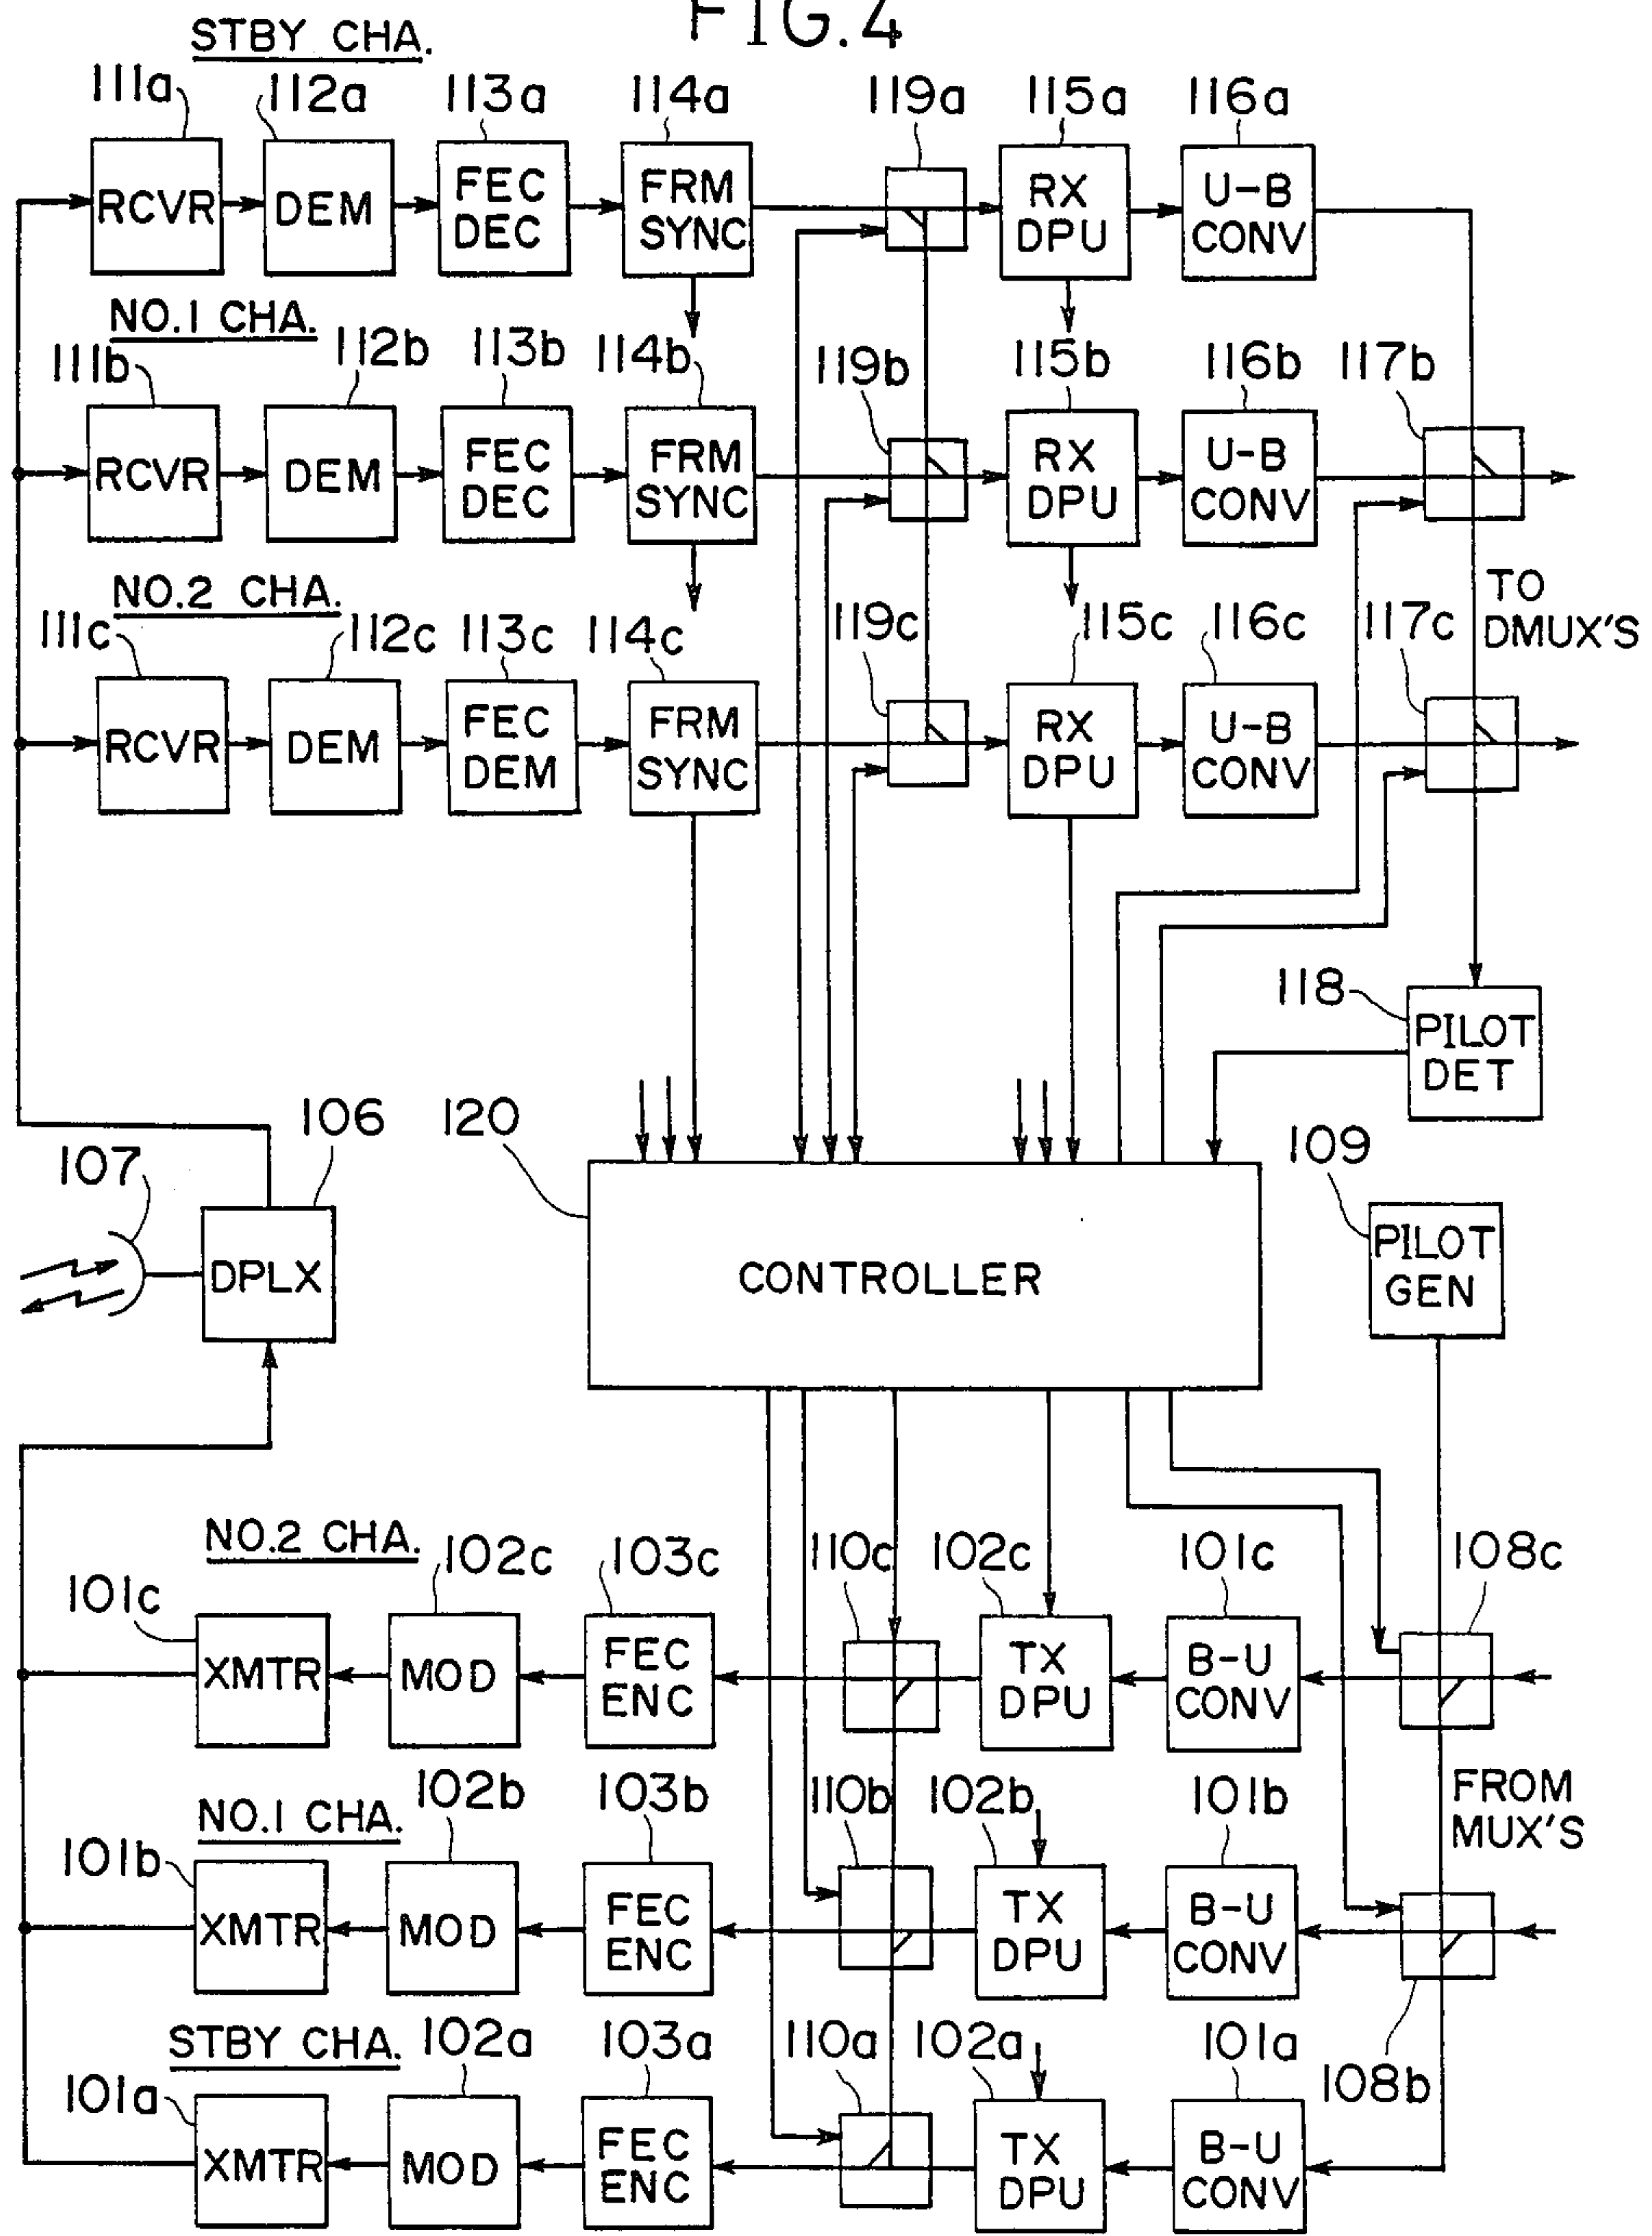 FIG. 4
STBY CHA.
111a 112a 113a 114a 119a 115a 116a
RCVR DEM FEC DEC FRM SYNC RX DPU U-B CONV
NO.1 CHA.
111b 112b 113b 114b 119b 115b 116b 117b
RCVR DEM FEC DEC FRM SYNC RX DPU U-B CONV
TO
DMUX'S
NO.2 CHA.
111c 112c 113c 114c 119c 115c 116c 117c
RCVR DEM FEC DEM FRM SYNC RX DPU U-B CONV
118
PILOT
DET
106
120
107
109
DPLX
CONTROLLER
PILOT
GEN
NO.2 CHA.
101c 102c 103c 110c 102c 101c 108c
XMTR MOD FEC ENC TX DPU B-U CONV
FROM
MUX'S
NO.1 CHA.
101b 102b 103b 110b 102b 101b
XMTR MOD FEC ENC TX DPU B-U CONV
108b
STBY CHA.
101a 102a 103a 110a 102a 101a
XMTR MOD FEC ENC TX DPU B-U CONV